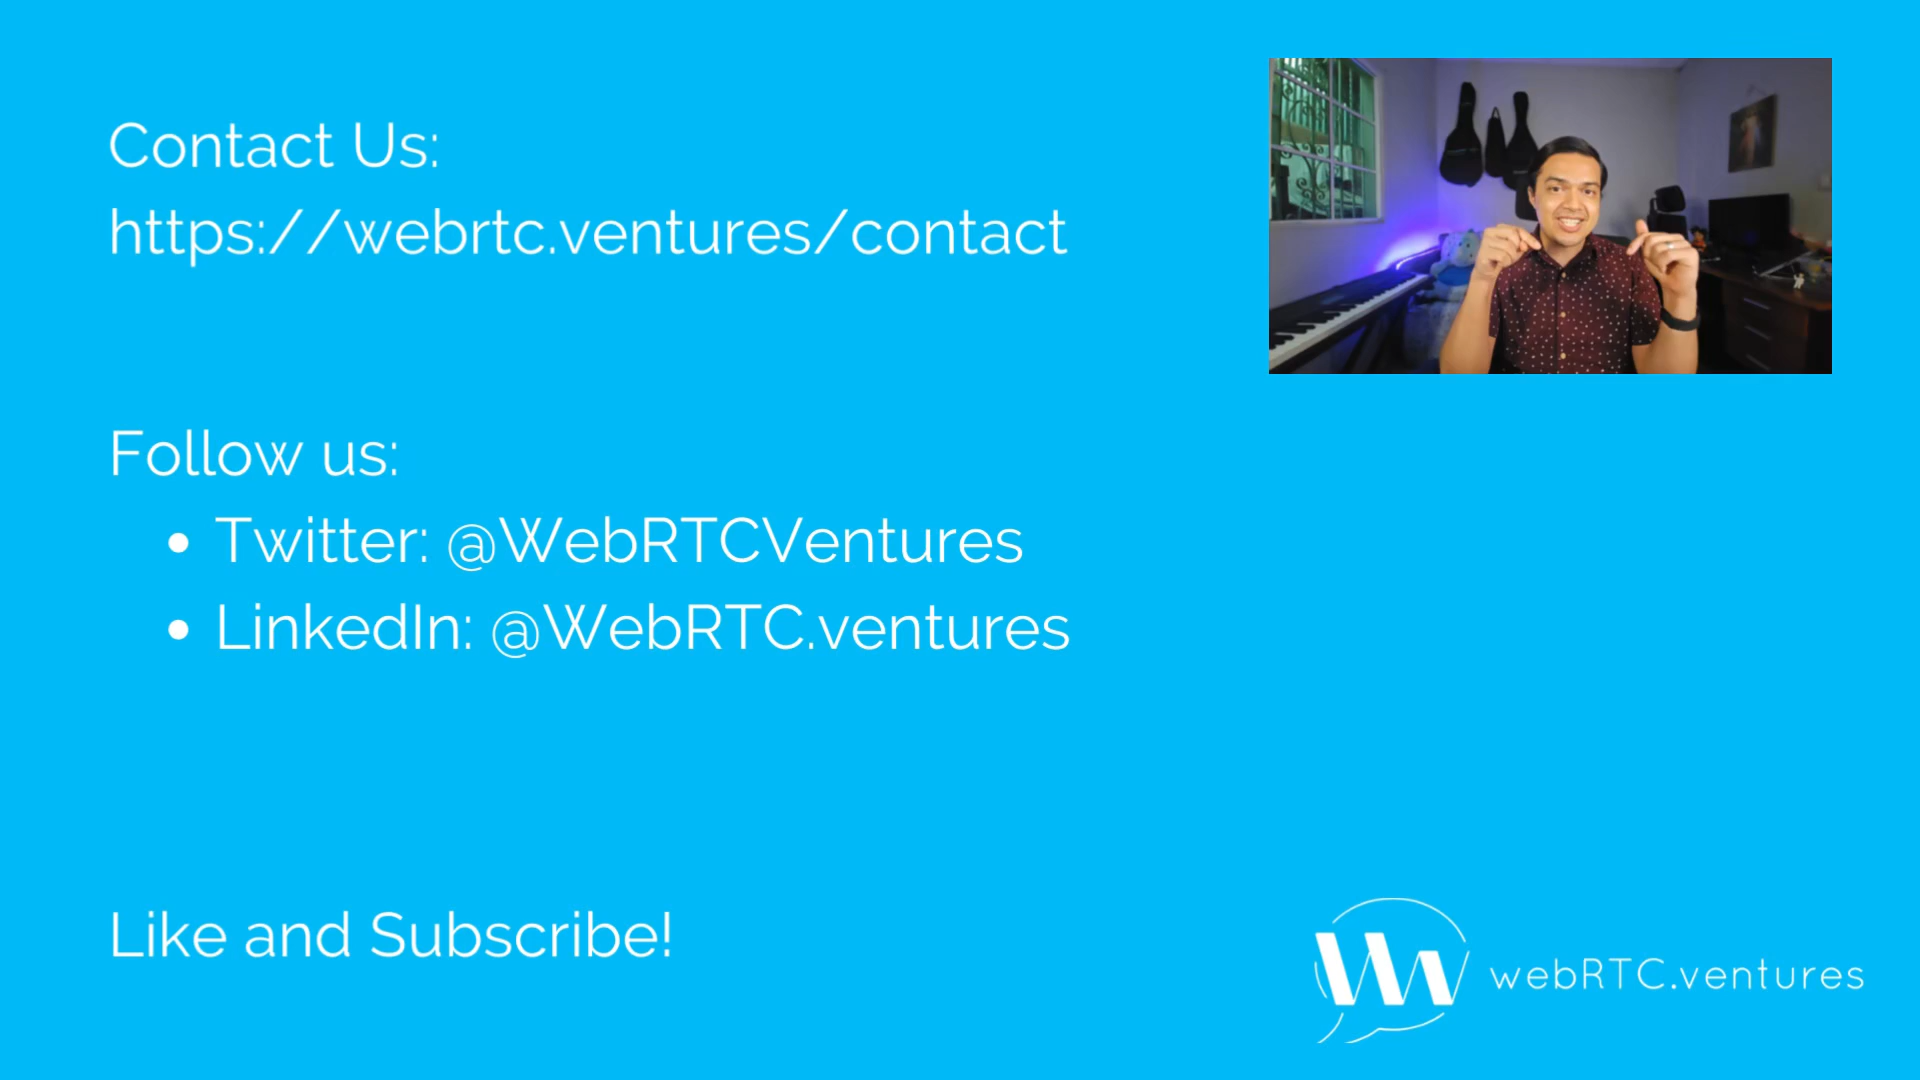 Contact Us:
https://webrtc.ventures/contact
Follow us:
• Twitter: @WebRTCVentures
• LinkedIn: @WebRTC.ventures
Like and Subscribe!
webRTC.ventures